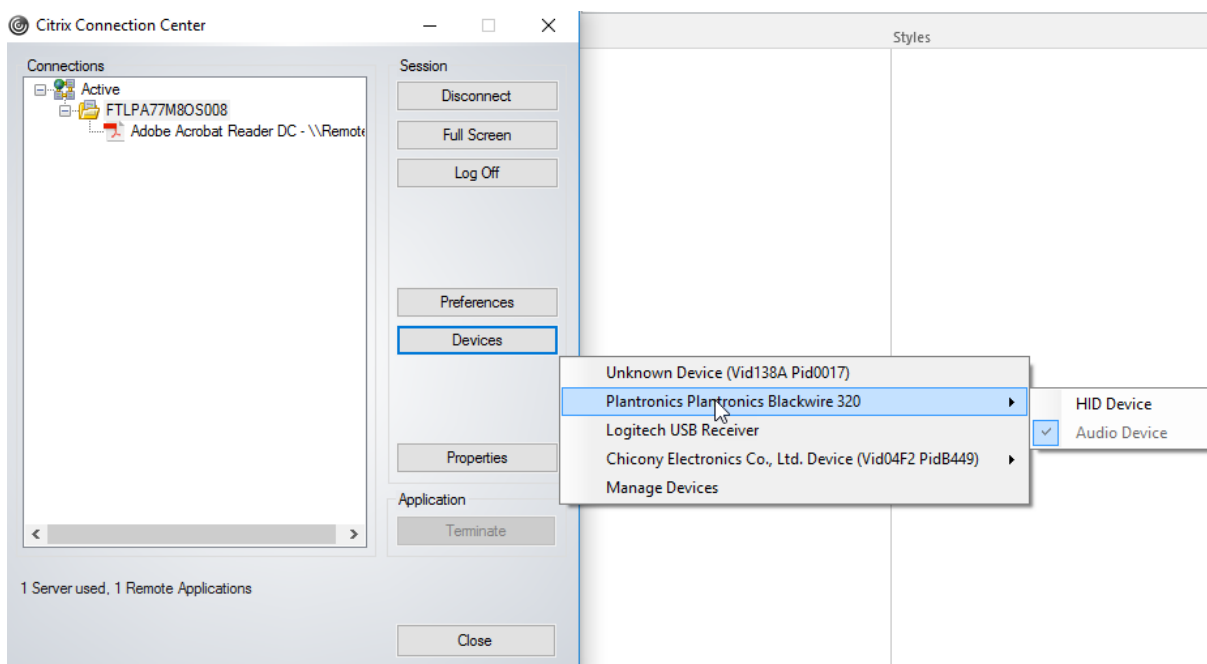 Citrix Connection Center
Styles
Connections
Active
FTLPA77M8OS008
Adobe Acrobat Reader DC - \\Remote
Session
Disconnect
Full Screen
Log Off
Preferences
Devices
Properties
Application
Terminate
Unknown Device (Vid138A Pid0017)
Plantronics Plantronics Blackwire 320
Logitech USB Receiver
Chicony Electronics Co., Ltd. Device (Vid04F2 PidB449)
Manage Devices
HID Device
Audio Device
1 Server used, 1 Remote Applications
Close